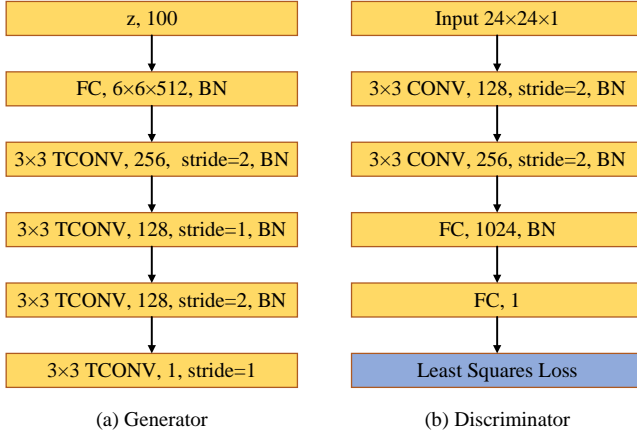 z, 100
FC, 6×6×512, BN
3×3 TCONV, 256, stride=2, BN
3×3 TCONV, 128, stride=1, BN
3×3 TCONV, 128, stride=2, BN
3×3 TCONV, 1, stride=1
(a) Generator
Input 24×24×1
3×3 CONV, 128, stride=2, BN
3×3 CONV, 256, stride=2, BN
FC, 1024, BN
FC, 1
Least Squares Loss
(b) Discriminator